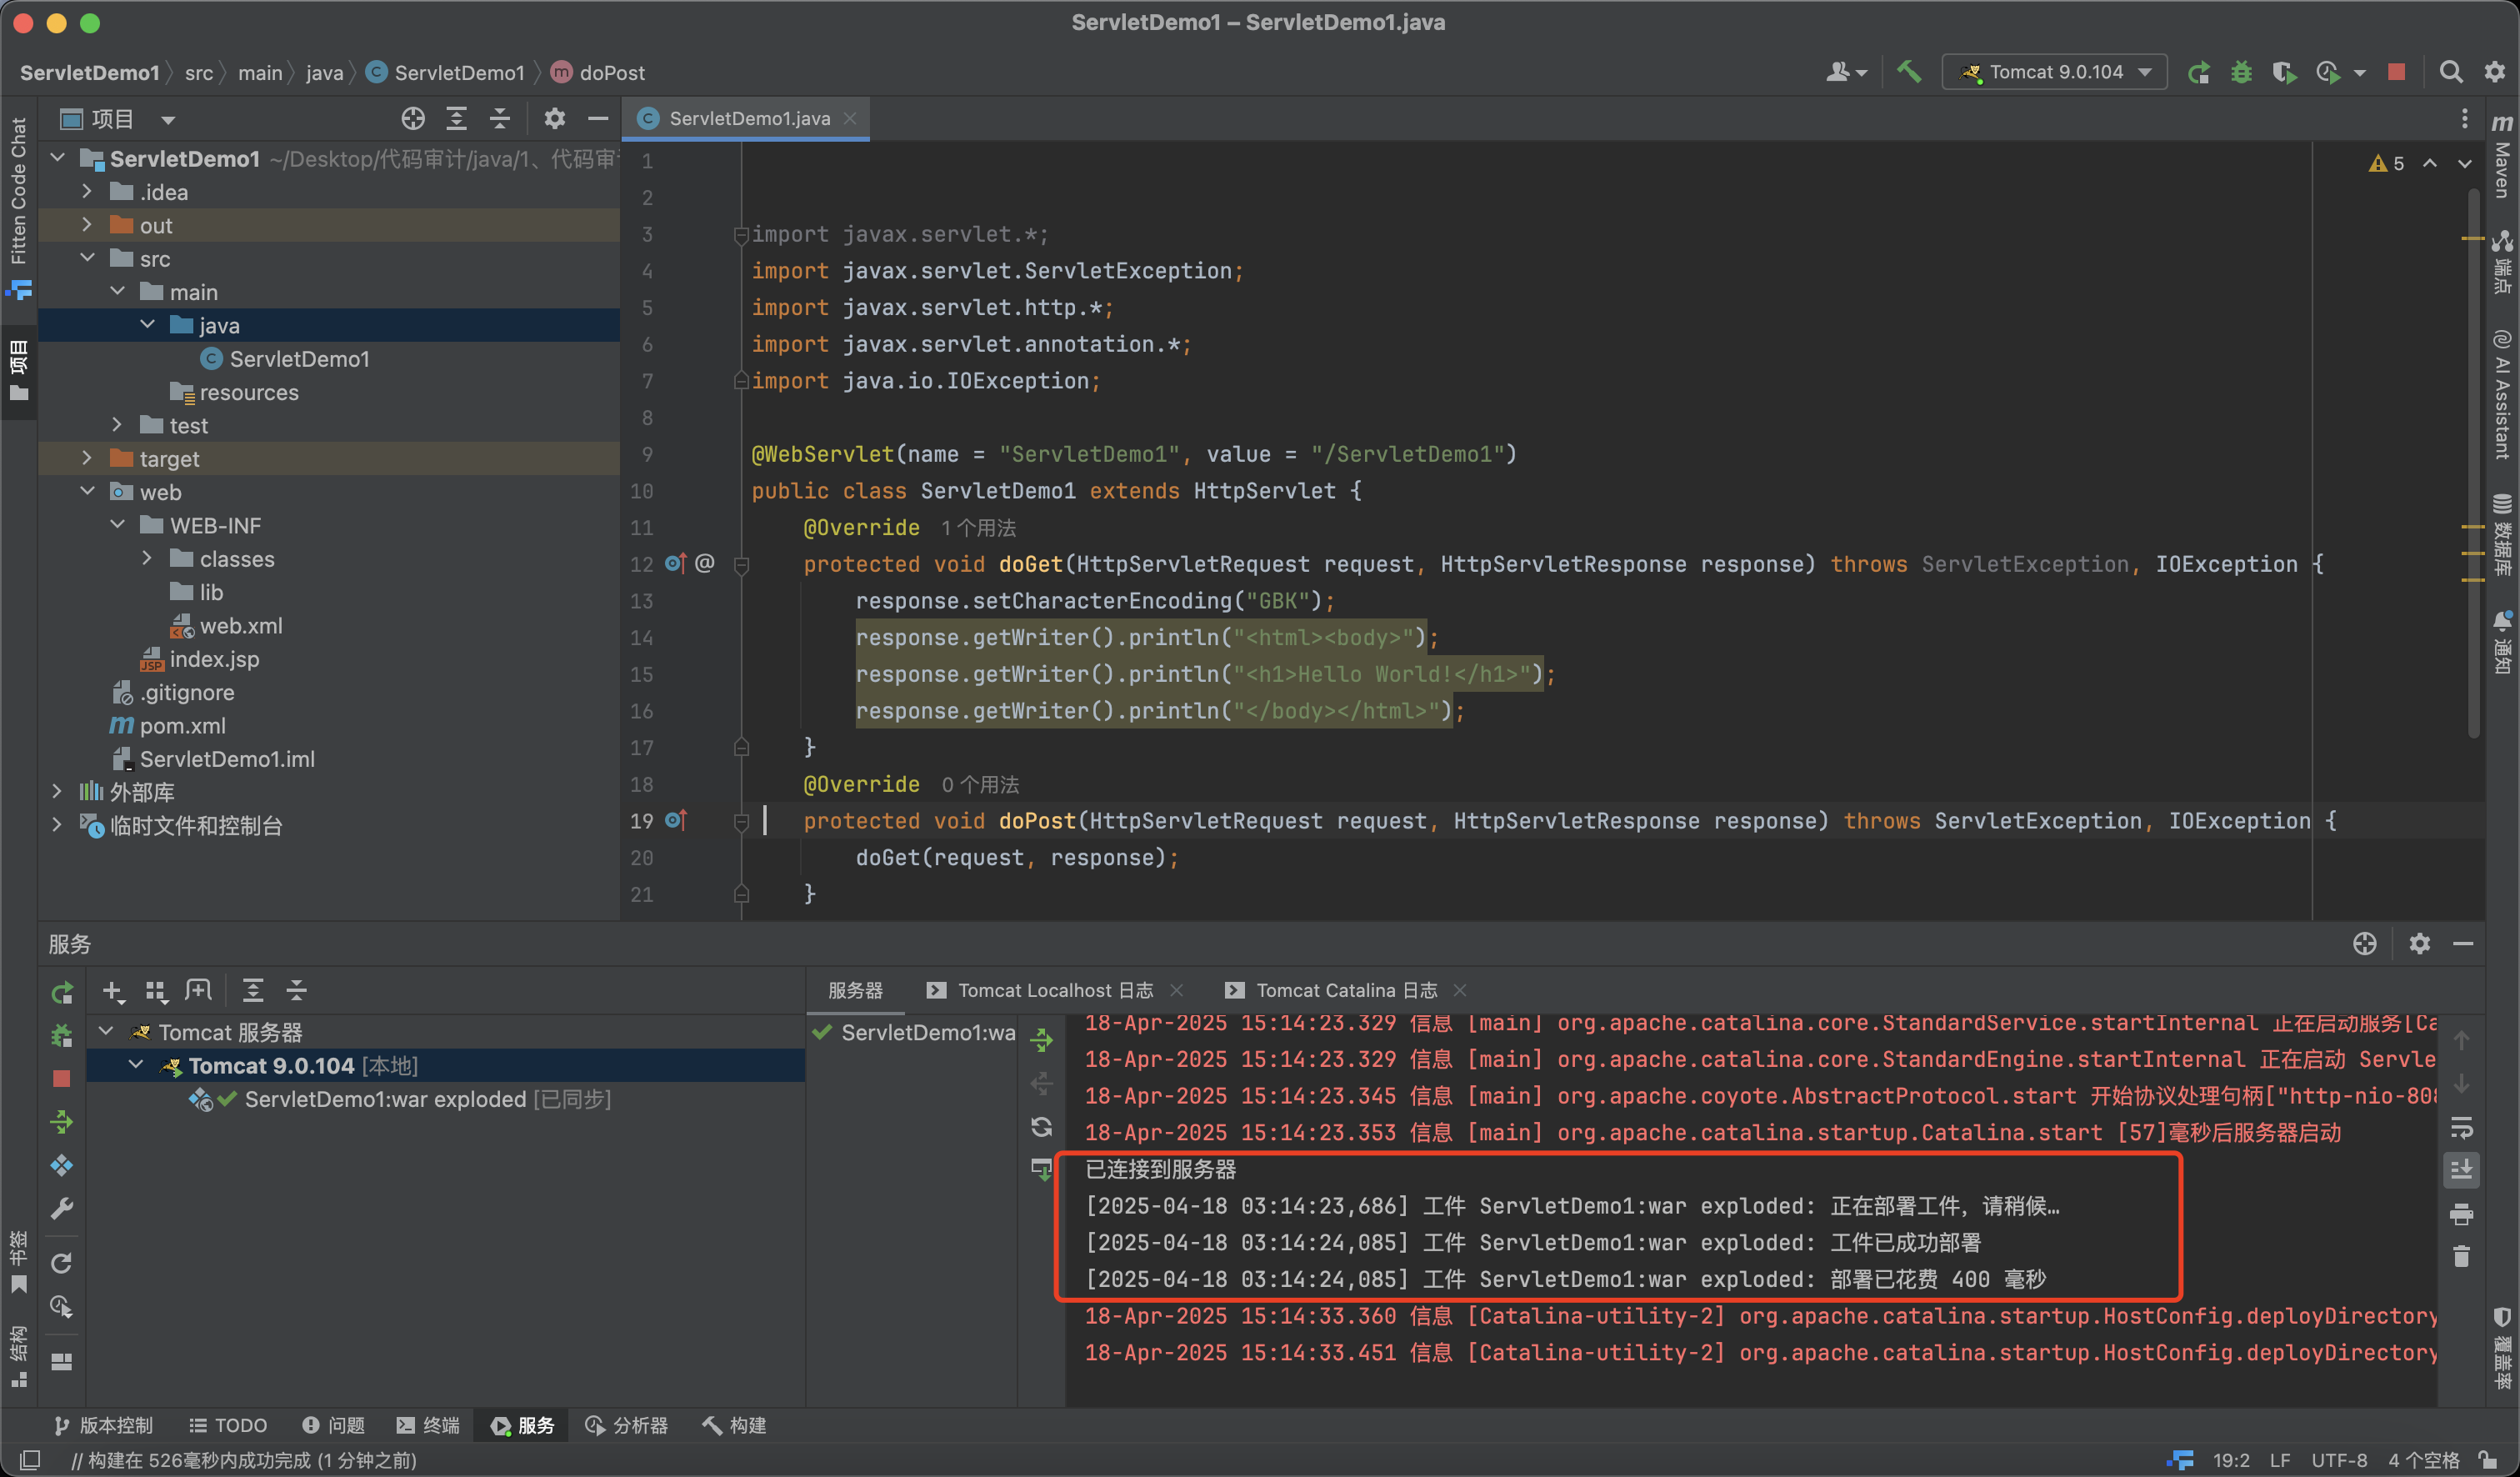 ServletDemo1 – ServletDemo1.java
ServletDemo1 src main java ServletDemo1 doPost
Tomcat 9.0.104
项目
ServletDemo1.java
Fitten Code Chat
项目
书签
结构
ServletDemo1 ~/Desktop/代码审计/java/1、代码审
.idea
out
src
main
java
ServletDemo1
resources
test
target
web
WEB-INF
classes
lib
web.xml
index.jsp
.gitignore
pom.xml
ServletDemo1.iml
外部库
临时文件和控制台
5
1
2
3 import javax.servlet.*;
4 import javax.servlet.ServletException;
5 import javax.servlet.http.*;
6 import javax.servlet.annotation.*;
7 import java.io.IOException;
8
9 @WebServlet(name = "ServletDemo1", value = "/ServletDemo1")
10 public class ServletDemo1 extends HttpServlet {
11 @Override 1 个用法
12 @ protected void doGet(HttpServletRequest request, HttpServletResponse response) throws ServletException, IOException {
13 response.setCharacterEncoding("GBK");
14 response.getWriter().println("<html><body>");
15 response.getWriter().println("<h1>Hello World!</h1>");
16 response.getWriter().println("</body></html>");
17 }
18 @Override 0 个用法
19 protected void doPost(HttpServletRequest request, HttpServletResponse response) throws ServletException, IOException {
20 doGet(request, response);
21 }
Maven
端点
AI Assistant
数据库
通知
覆盖率
服务
服务器 Tomcat Localhost 日志 Tomcat Catalina 日志
Tomcat 服务器
Tomcat 9.0.104 [本地]
ServletDemo1:war exploded [已同步]
ServletDemo1:wa
18-Apr-2025 15:14:23.329 信息 [main] org.apache.catalina.core.StandardService.startInternal 正在启动服务[Ca
18-Apr-2025 15:14:23.329 信息 [main] org.apache.catalina.core.StandardEngine.startInternal 正在启动 Servle
18-Apr-2025 15:14:23.345 信息 [main] org.apache.coyote.AbstractProtocol.start 开始协议处理句柄["http-nio-808
18-Apr-2025 15:14:23.353 信息 [main] org.apache.catalina.startup.Catalina.start [57]毫秒后服务器启动
已连接到服务器
[2025-04-18 03:14:23,686] 工件 ServletDemo1:war exploded: 正在部署工件，请稍候…
[2025-04-18 03:14:24,085] 工件 ServletDemo1:war exploded: 工件已成功部署
[2025-04-18 03:14:24,085] 工件 ServletDemo1:war exploded: 部署已花费 400 毫秒
18-Apr-2025 15:14:33.360 信息 [Catalina-utility-2] org.apache.catalina.startup.HostConfig.deployDirectory
18-Apr-2025 15:14:33.451 信息 [Catalina-utility-2] org.apache.catalina.startup.HostConfig.deployDirectory
版本控制 TODO 问题 终端 服务 分析器 构建
// 构建在 526毫秒内成功完成 (1 分钟之前)
19:2 LF UTF-8 4 个空格